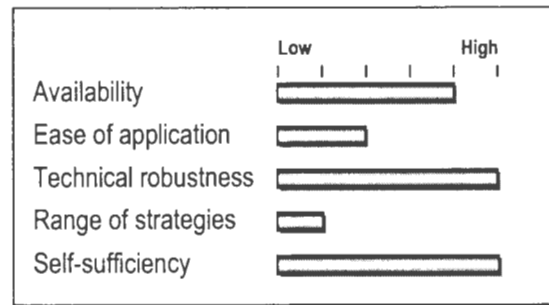 Low High
Availability
Ease of application
Technical robustness
Range of strategies
Self-sufficiency